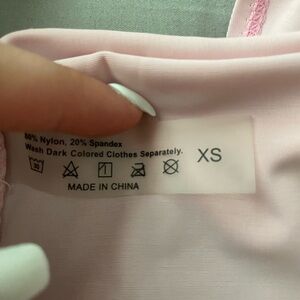 80% Nylon, 20% Spandex
Wash Dark Colored Clothes Separately.
XS
MADE IN CHINA